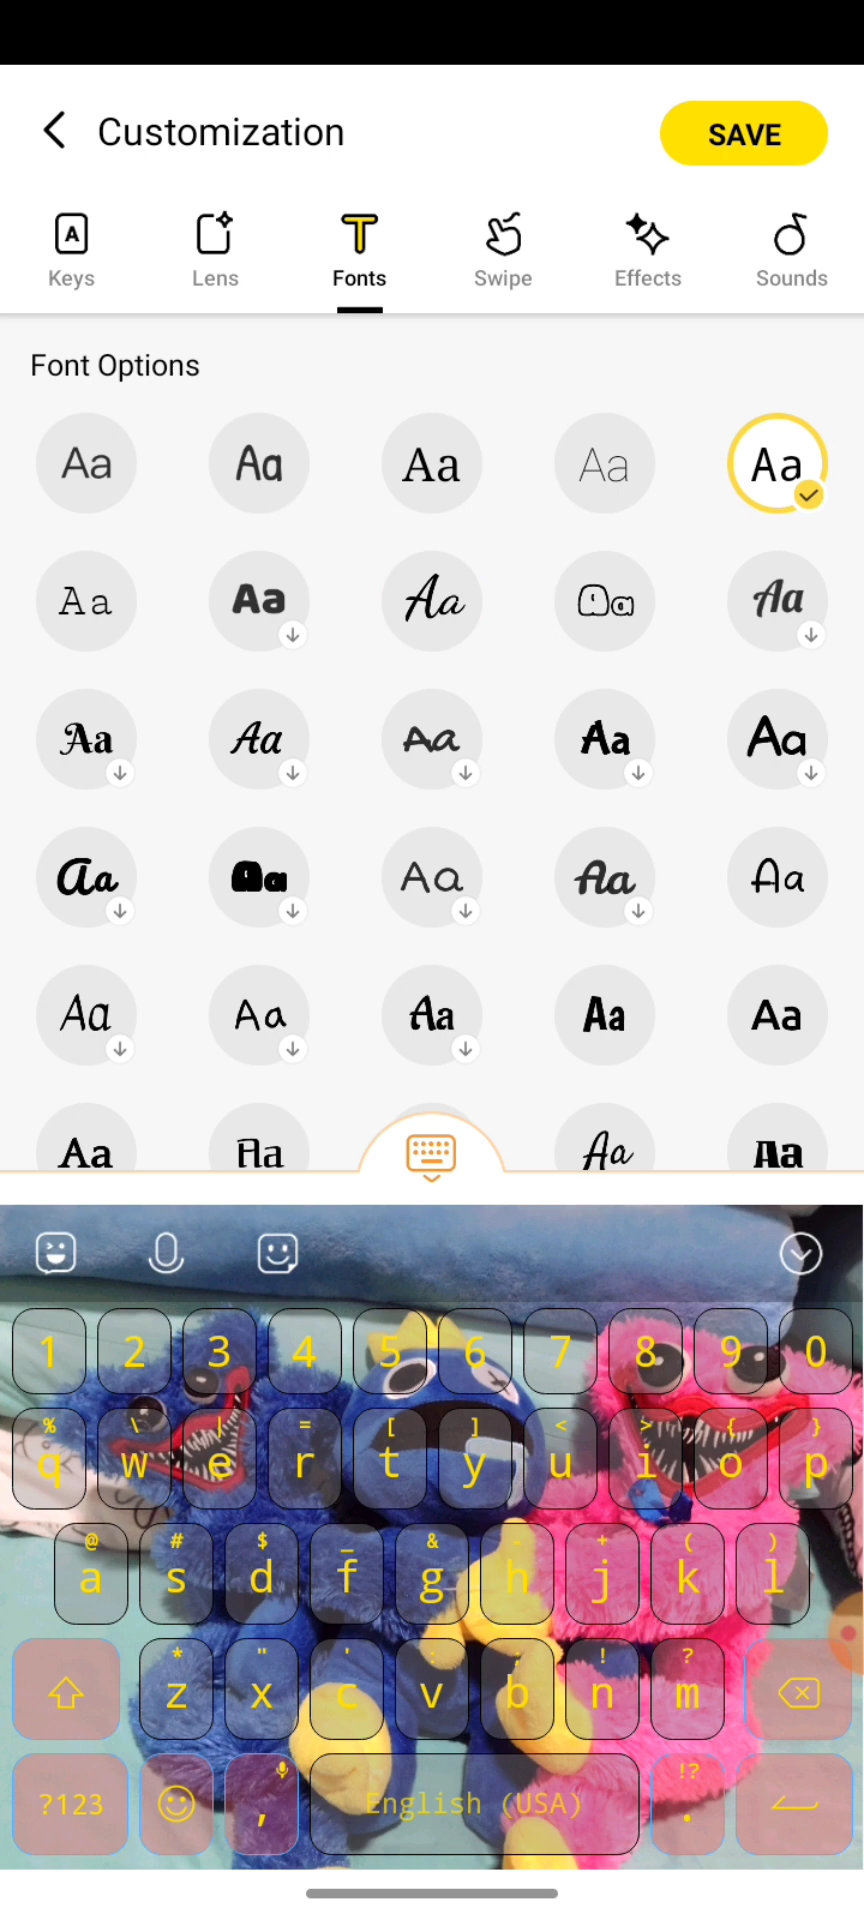 Customization
SAVE
Keys Lens Fonts Swipe Effects Sounds
Font Options
Aa Aa Aa Aa Aa
Aa Aa Aa Aa Aa
Aa Aa Aa Aa Aa
Aa Aa Aa Aa Aa
Aa Aa Aa Aa Aa
Aa Aa Aa Aa
1 2 3 4 5 6 7 8 9 0
% \ | = [ ] < > { }
q w e r t y u i o p
@ # $ _ & - + ( )
a s d f g h j k l
* " ' : ; ! ?
z x c v b n m
!?
?123 , English (USA) .